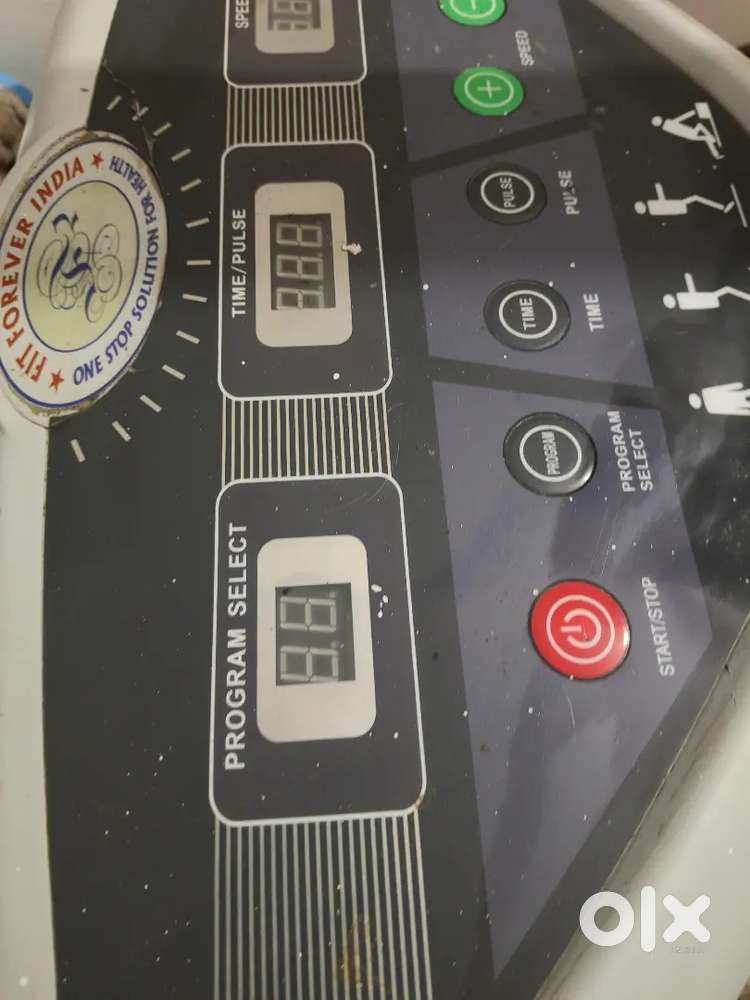 FIT FOREVER INDIA
ONE STOP SOLUTION FOR HEALTH
PROGRAM SELECT
TIME/PULSE
SPEE
START/STOP
PROGRAM
PROGRAM
SELECT
TIME
TIME
PULSE
PULSE
SPEED
olx